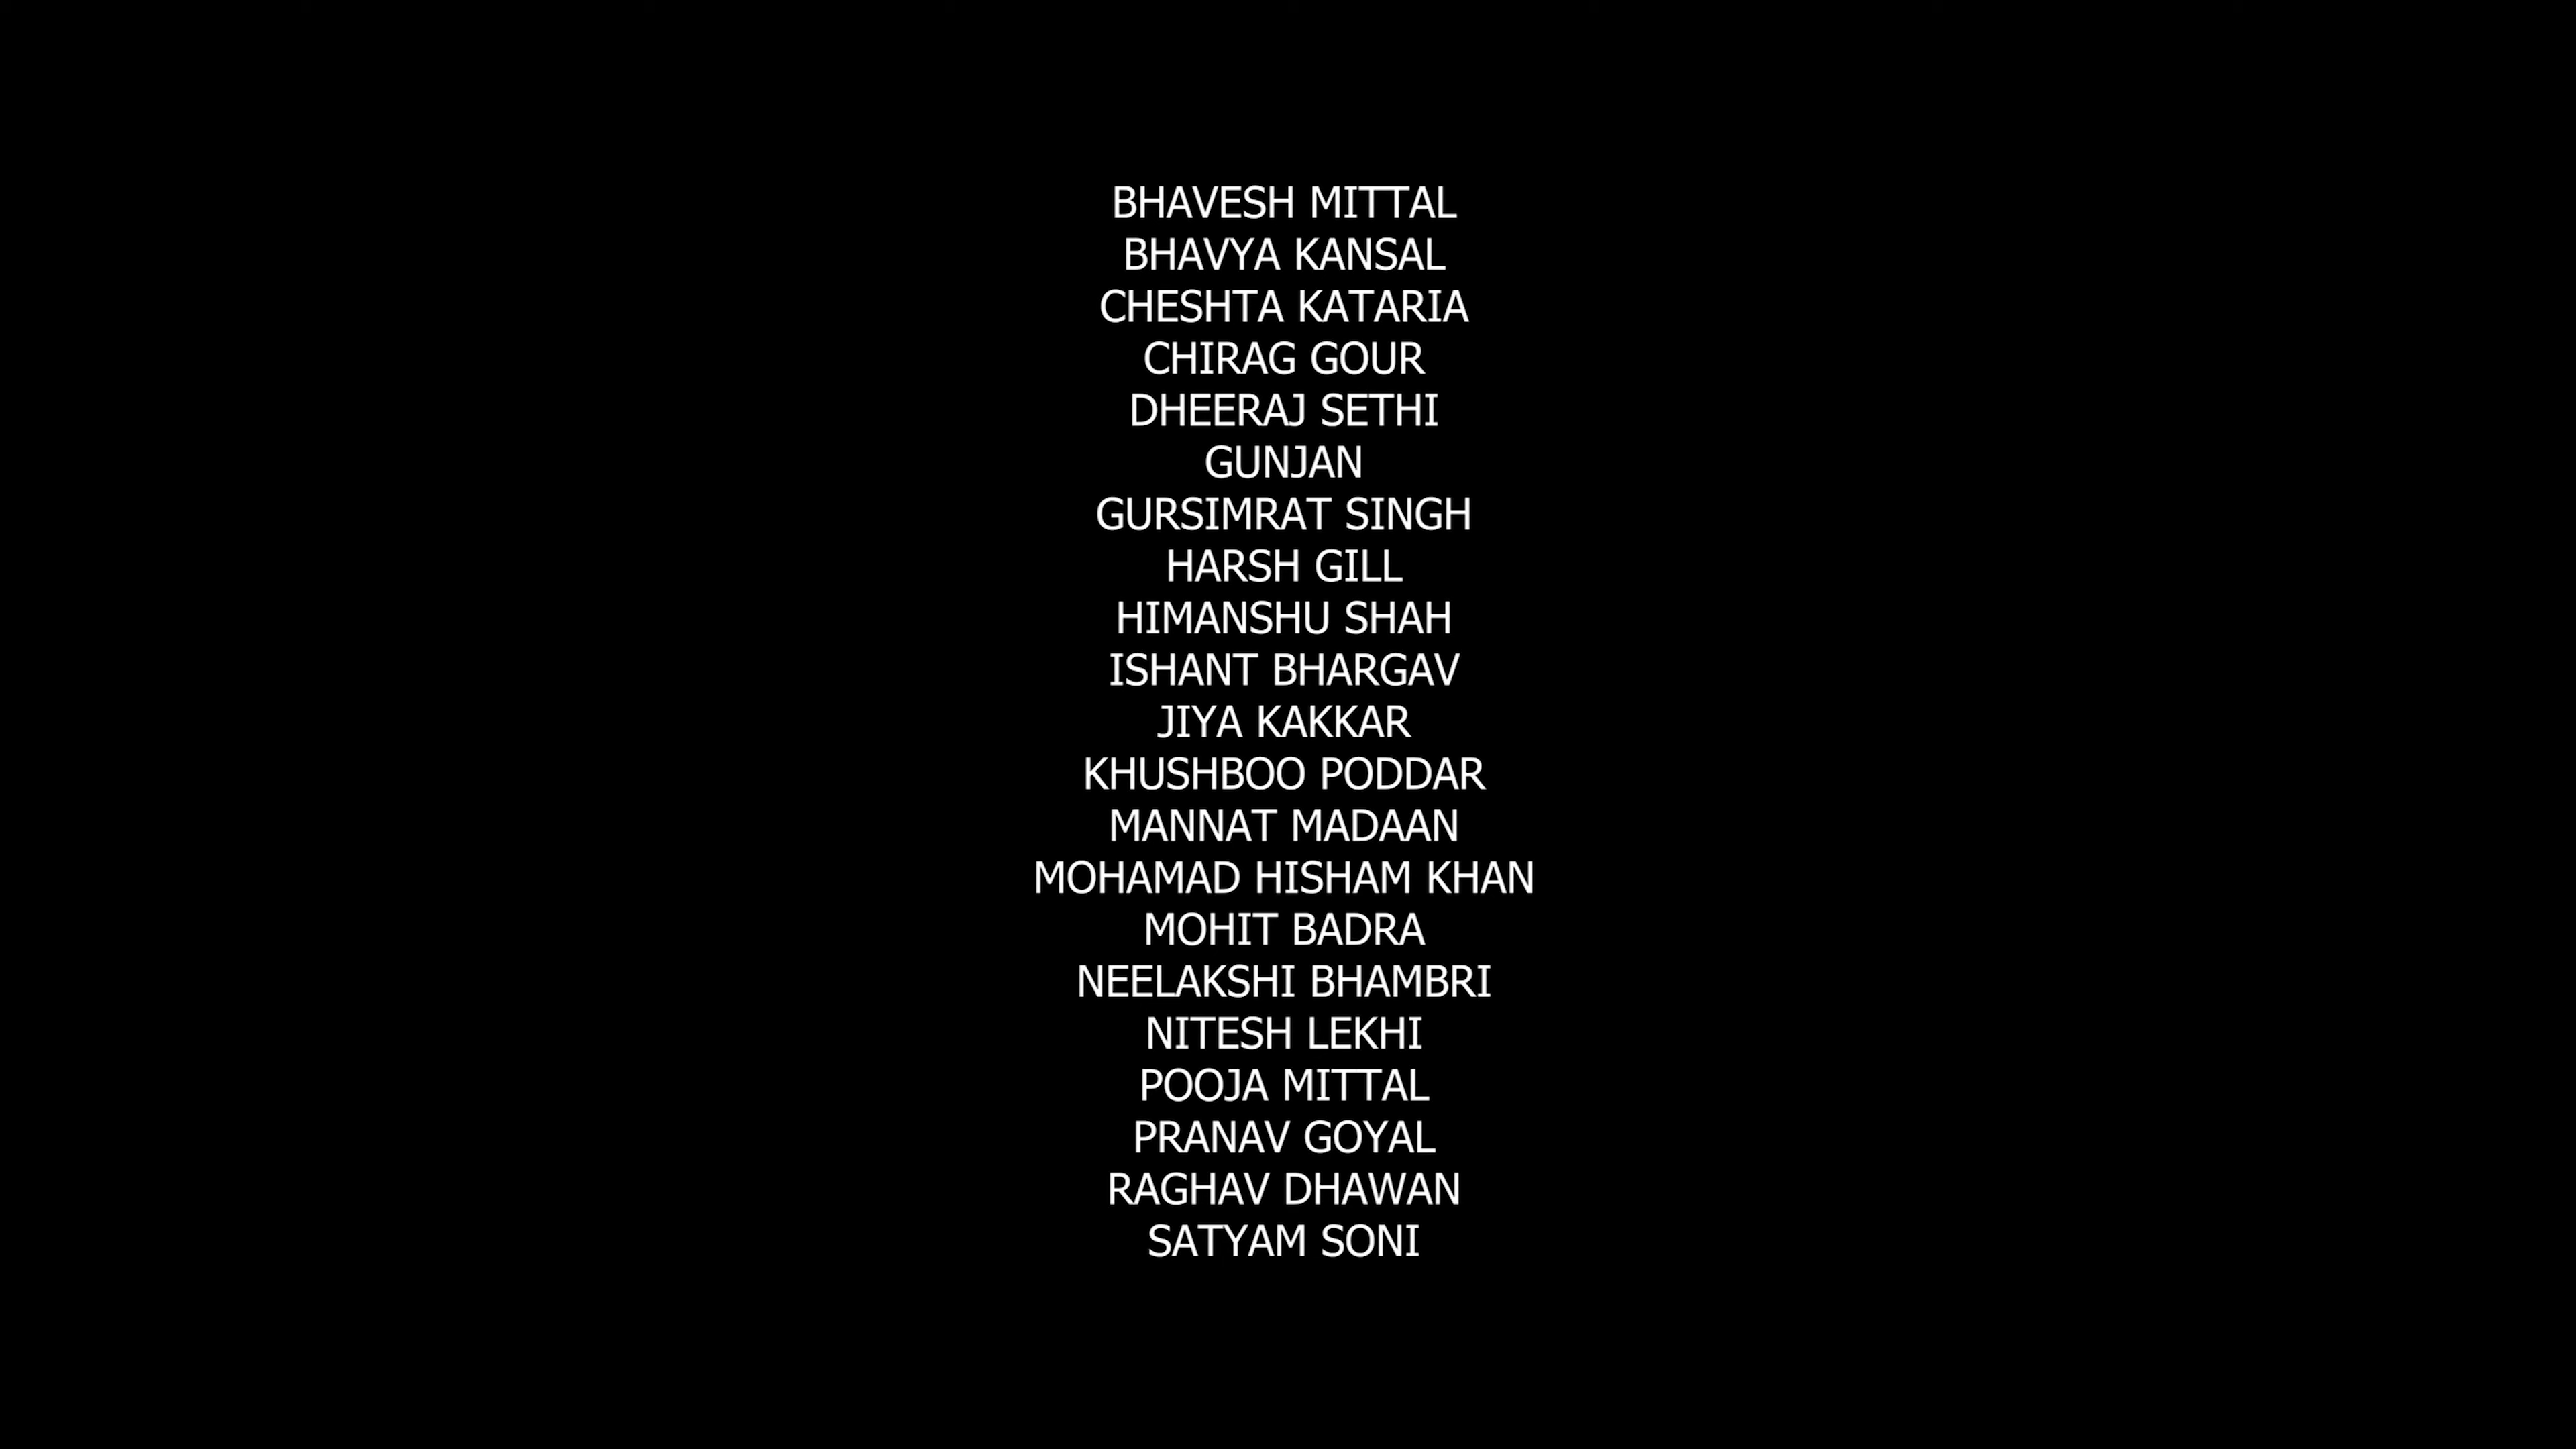 BHAVESH MITTAL
BHAVYA KANSAL
CHESHTA KATARIA
CHIRAG GOUR
DHEERAJ SETHI
GUNJAN
GURSIMRAT SINGH
HARSH GILL
HIMANSHU SHAH
ISHANT BHARGAV
JIYA KAKKAR
KHUSHBOO PODDAR
MANNAT MADAAN
MOHAMAD HISHAM KHAN
MOHIT BADRA
NEELAKSHI BHAMBRI
NITESH LEKHI
POOJA MITTAL
PRANAV GOYAL
RAGHAV DHAWAN
SATYAM SONI